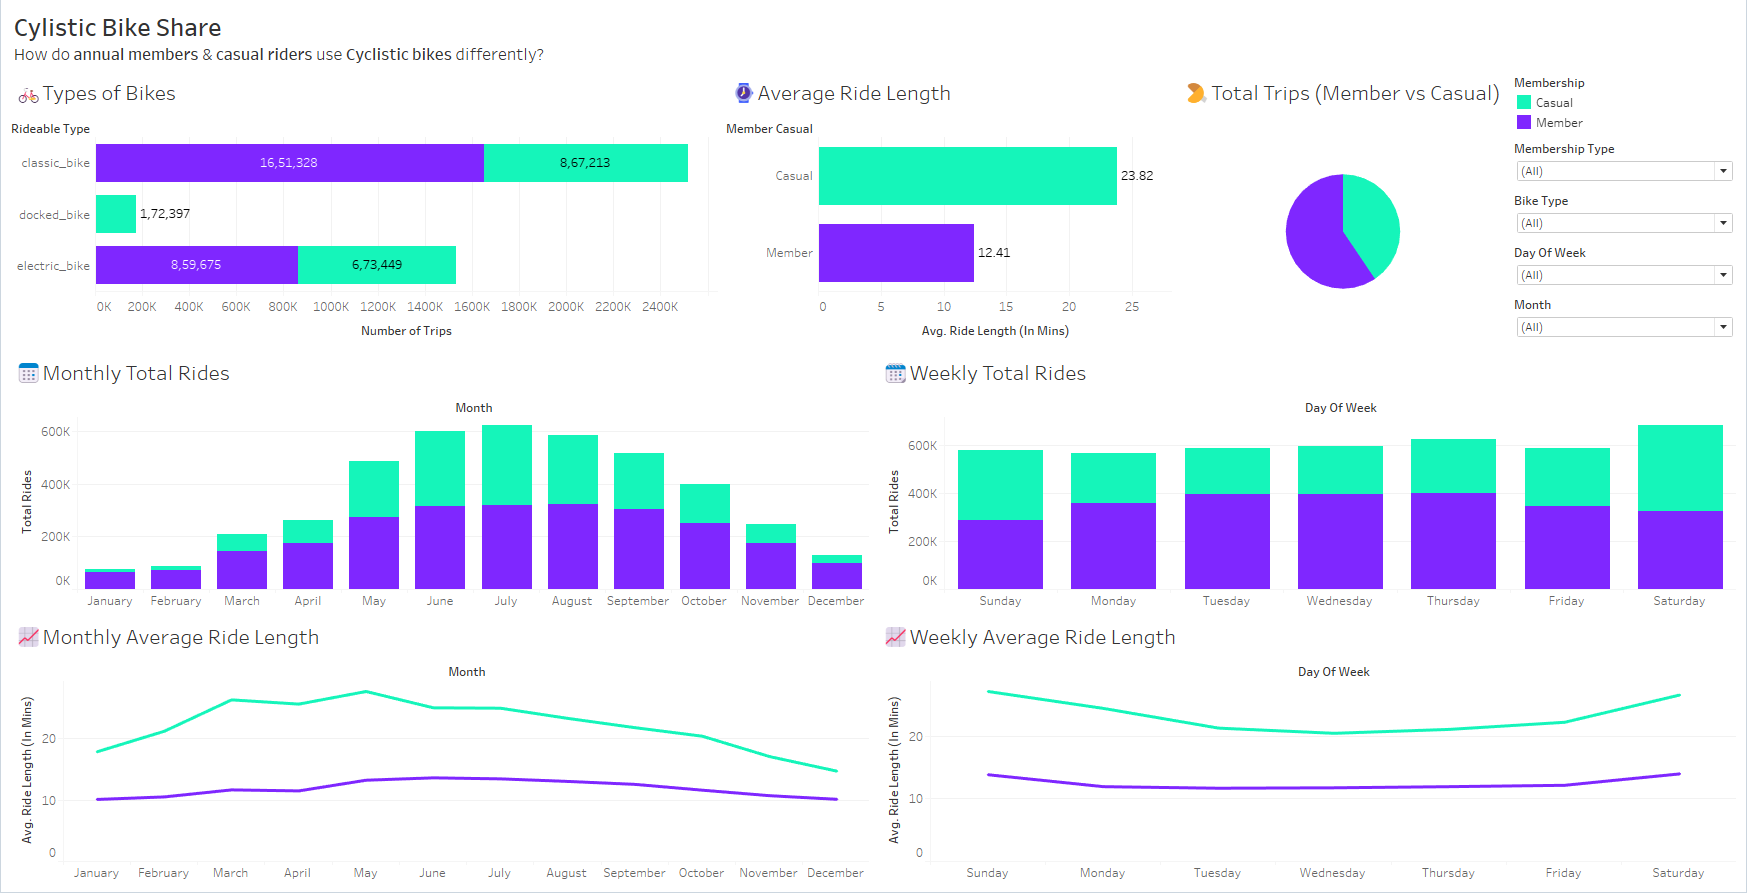 Cylistic Bike Share
How do annual members & casual riders use Cyclistic bikes differently?
Types of Bikes
Rideable Type
classic_bike 16,51,328 8,67,213
docked_bike 1,72,397
electric_bike 8,59,675 6,73,449
0K 200K 400K 600K 800K 1000K 1200K 1400K 1600K 1800K 2000K 2200K 2400K
Number of Trips
Average Ride Length
Member Casual
Casual 23.82
Member 12.41
0 5 10 15 20 25
Avg. Ride Length (In Mins)
Total Trips (Member vs Casual)
Membership
Casual
Member
Membership Type
(All)
Bike Type
(All)
Day Of Week
(All)
Month
(All)
Monthly Total Rides
Month
Total Rides
600K
400K
200K
0K
January February March April May June July August September October November December
Weekly Total Rides
Day Of Week
Total Rides
600K
400K
200K
0K
Sunday Monday Tuesday Wednesday Thursday Friday Saturday
Monthly Average Ride Length
Month
Avg. Ride Length (In Mins)
20
10
0
January February March April May June July August September October November December
Weekly Average Ride Length
Day Of Week
Avg. Ride Length (In Mins)
20
10
0
Sunday Monday Tuesday Wednesday Thursday Friday Saturday